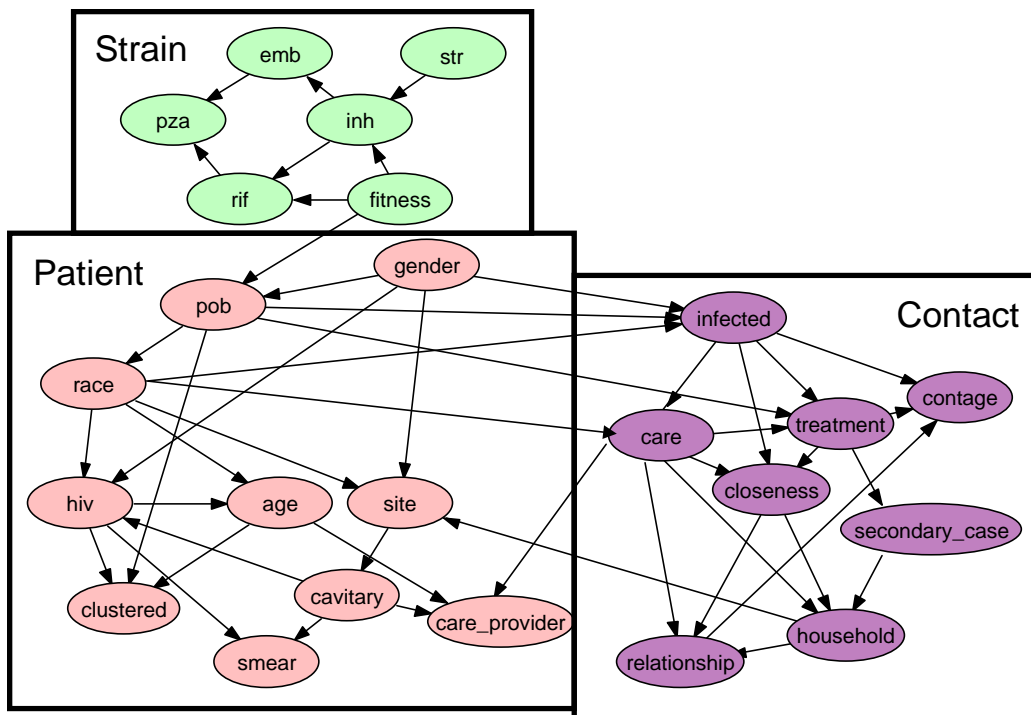 Strain
emb
str
pza
inh
rif
fitness
Patient
gender
pob
race
hiv
age
site
clustered
cavitary
care_provider
smear
Contact
infected
contage
care
treatment
closeness
secondary_case
household
relationship